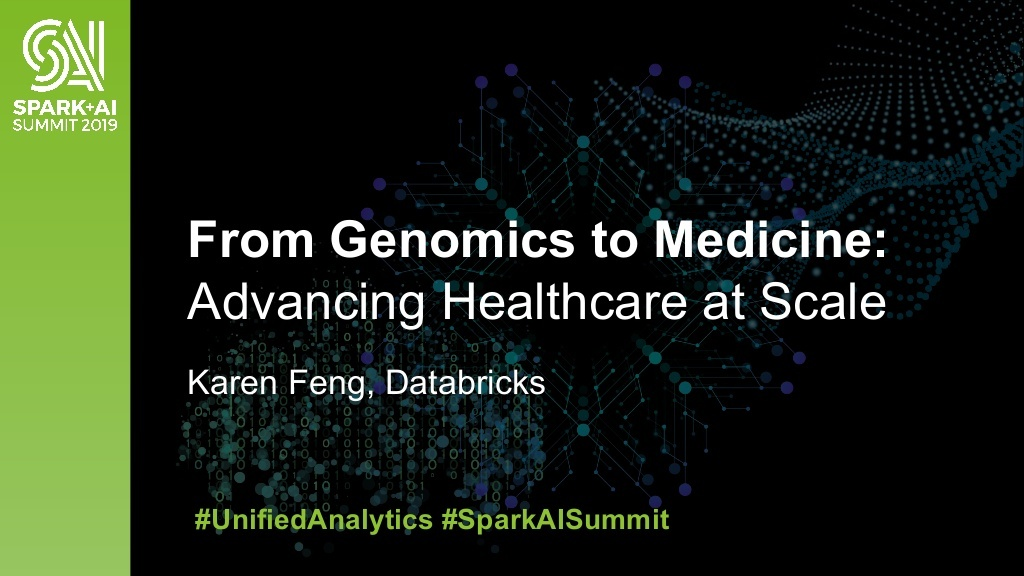 SPARK+AI
SUMMIT 2019
From Genomics to Medicine:
Advancing Healthcare at Scale
Karen Feng, Databricks
#UnifiedAnalytics #SparkAISummit